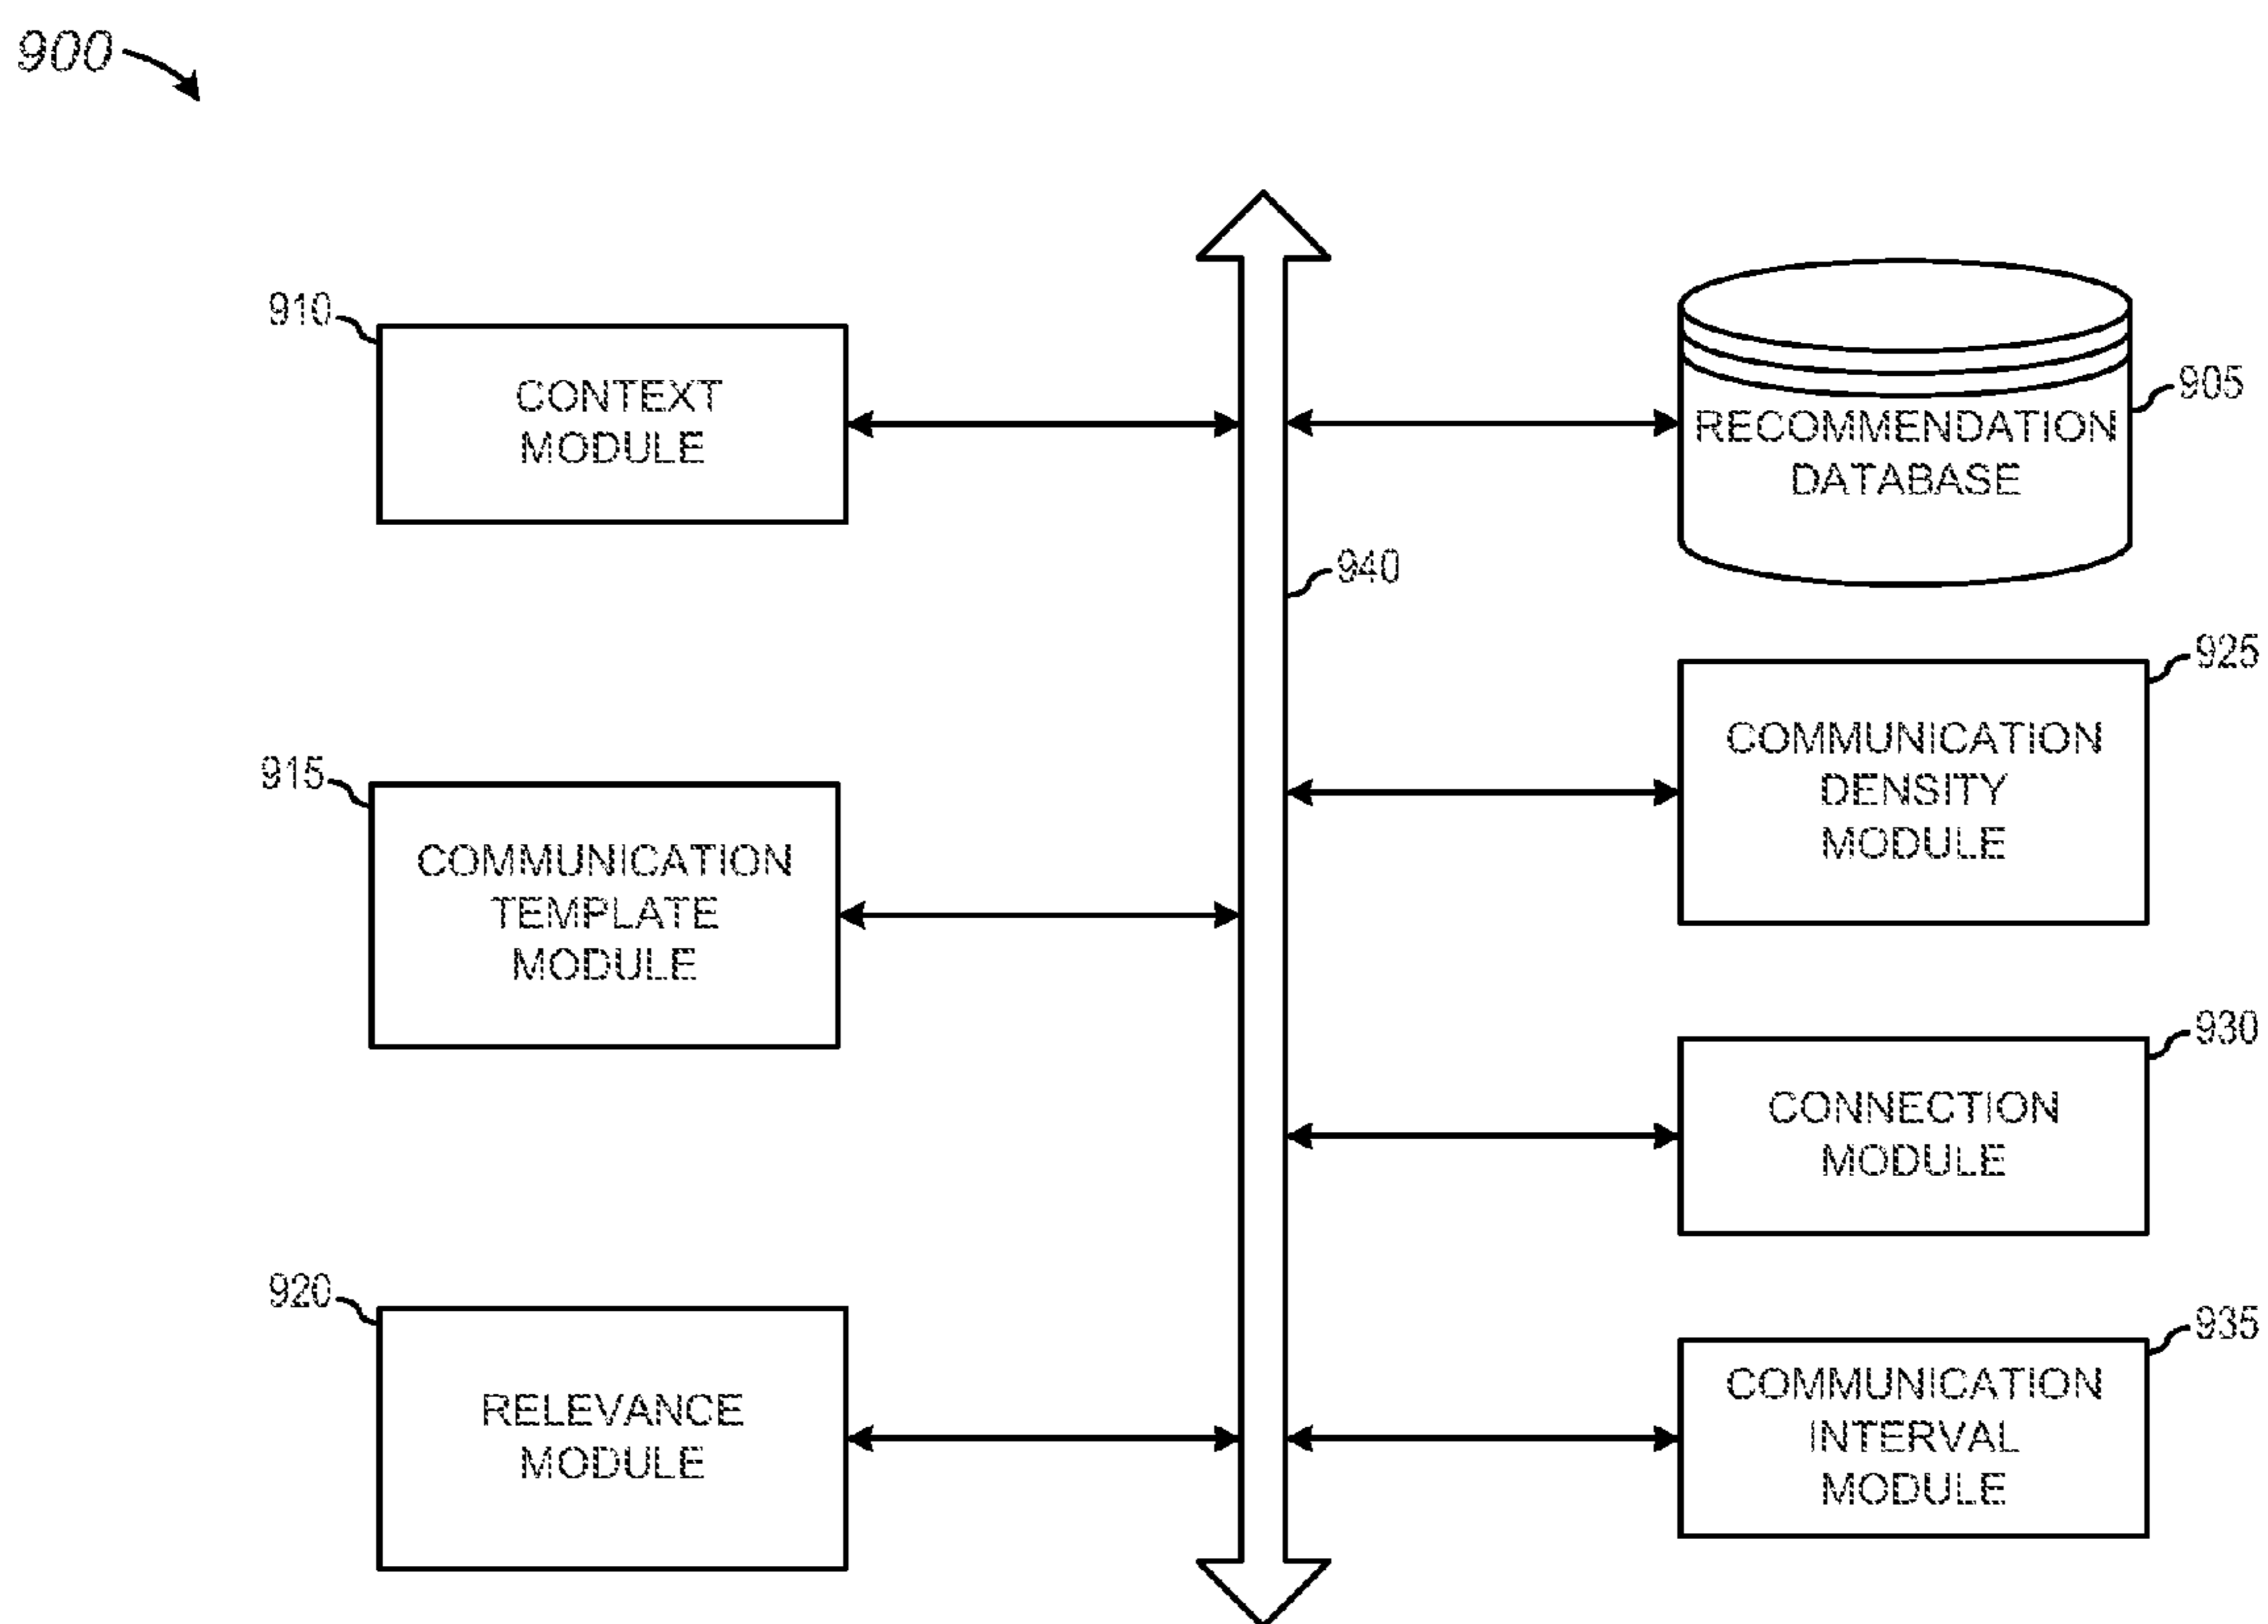 900
910
CONTEXT
MODULE
RECOMMENDATION
DATABASE
905
940
915
COMMUNICATION
TEMPLATE
MODULE
925
COMMUNICATION
DENSITY
MODULE
930
CONNECTION
MODULE
920
RELEVANCE
MODULE
935
COMMUNICATION
INTERVAL
MODULE